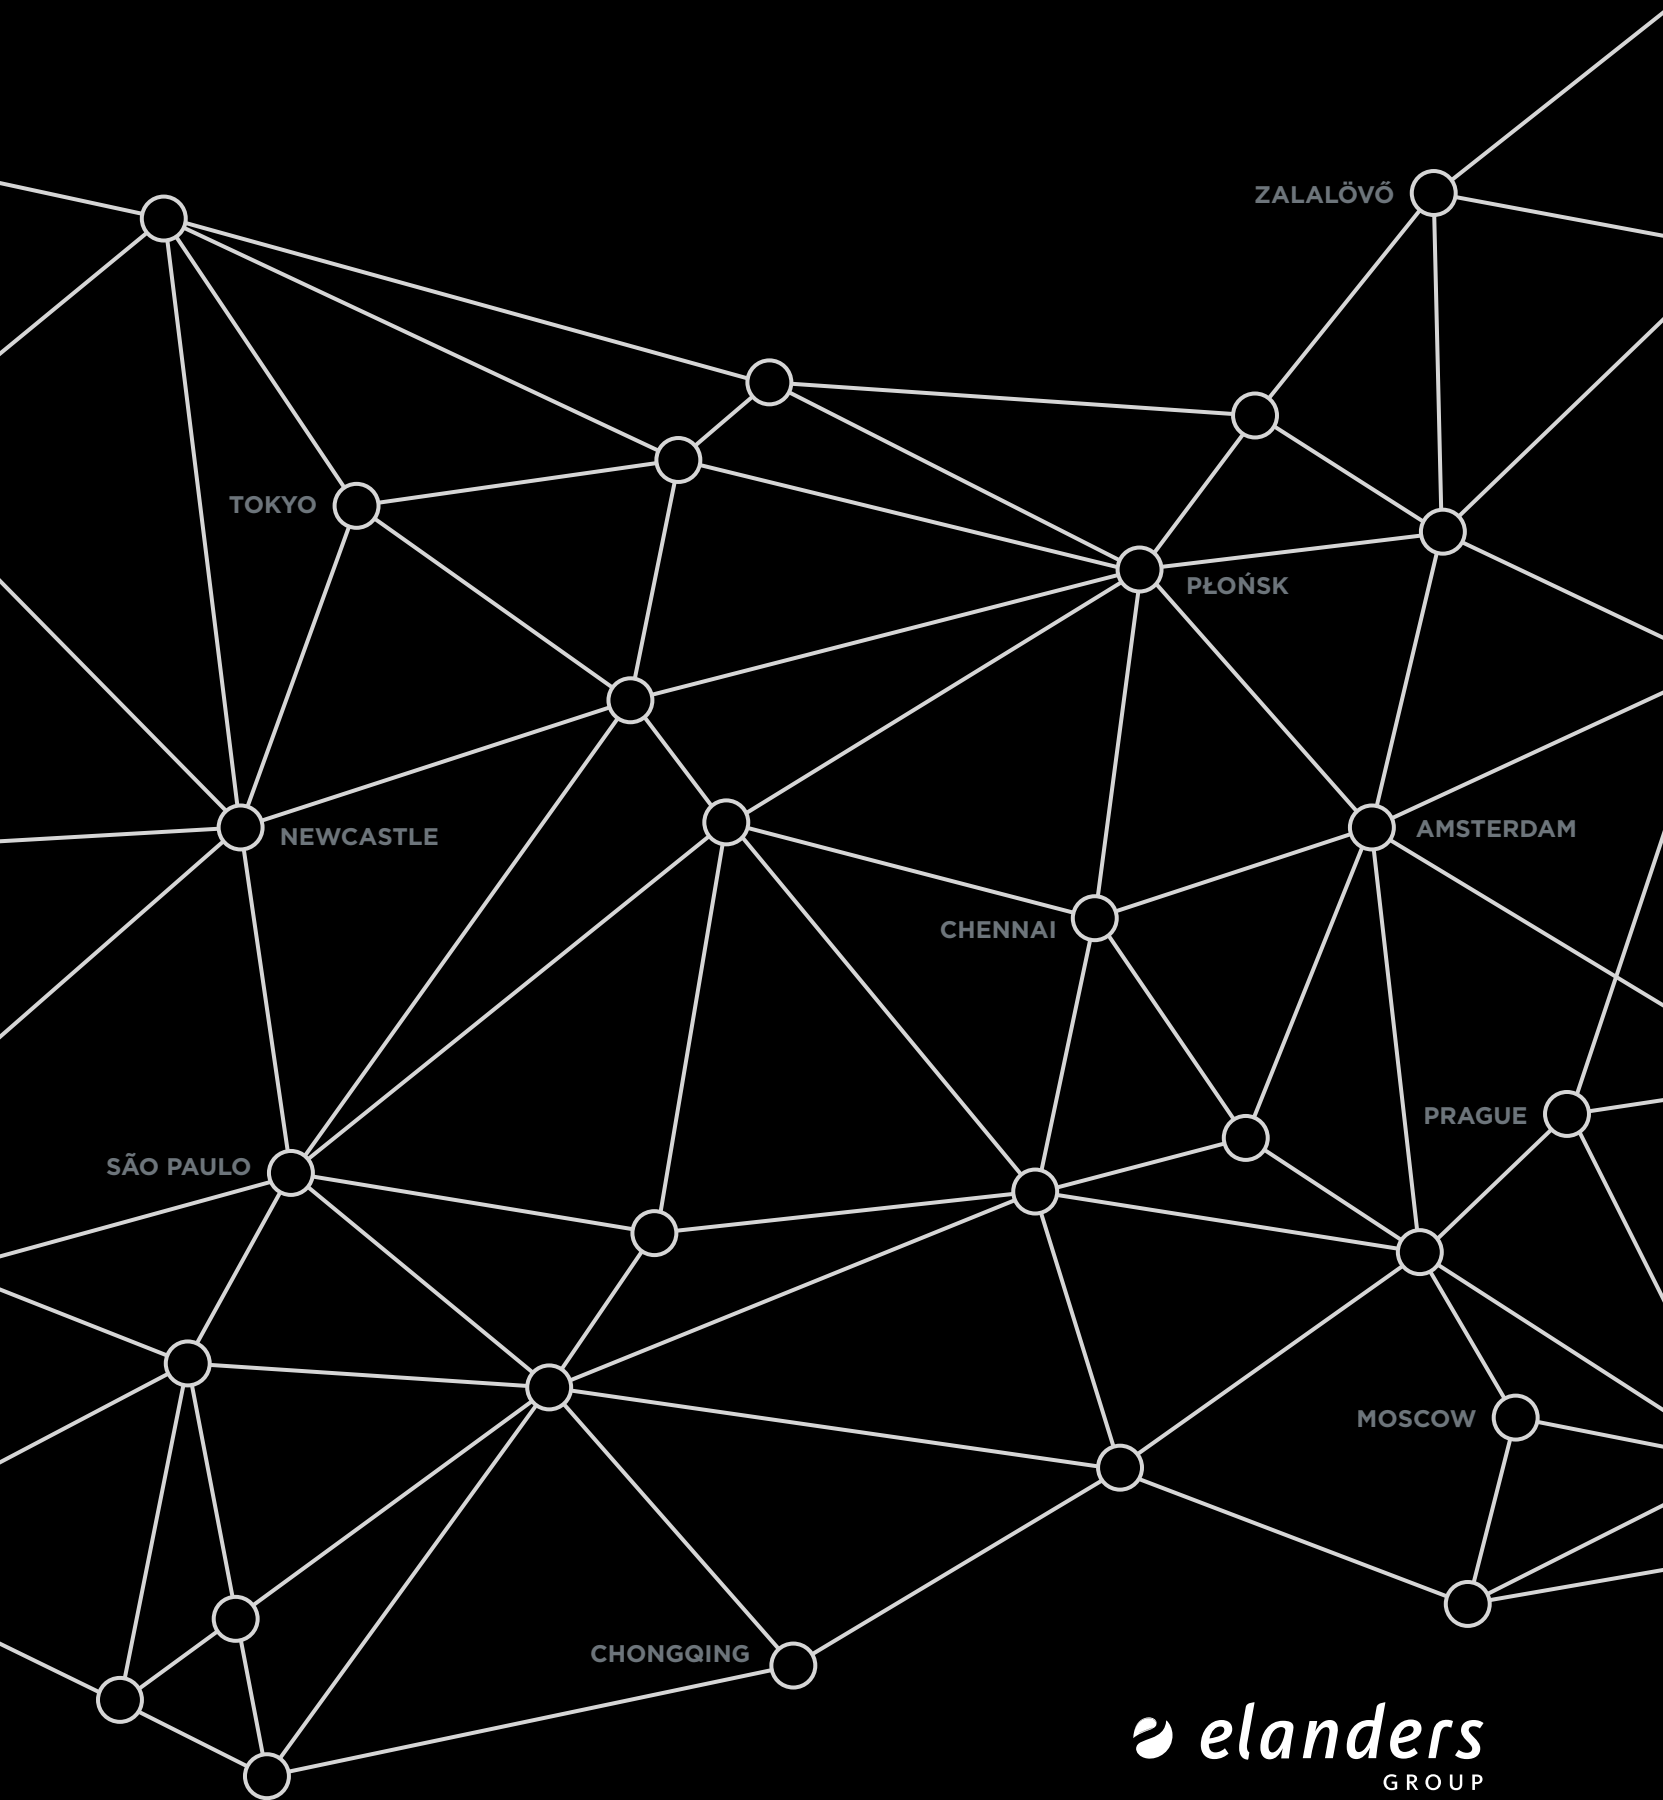 ZALALÖVŐ
TOKYO
PŁOŃSK
NEWCASTLE
AMSTERDAM
CHENNAI
PRAGUE
SÃO PAULO
MOSCOW
CHONGQING
elanders
GROUP